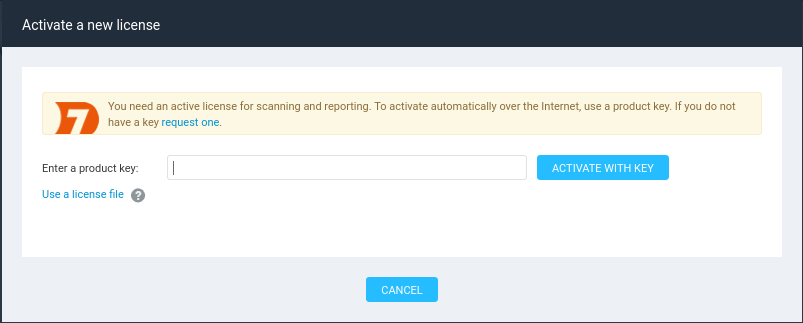 Activate a new license
You need an active license for scanning and reporting. To activate automatically over the Internet, use a product key. If you do not
have a key request one.
Enter a product key:
ACTIVATE WITH KEY
Use a license file ?
CANCEL